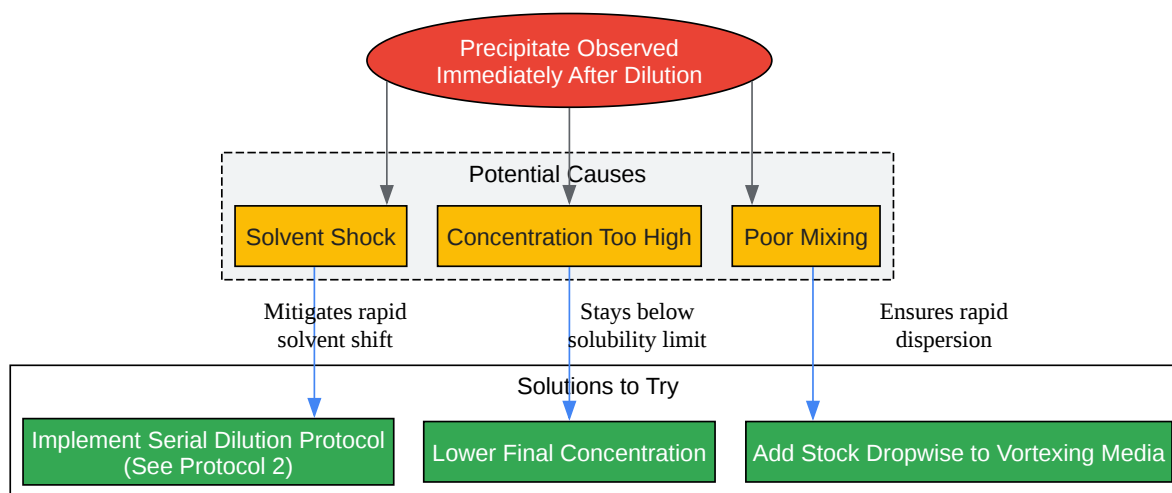 Precipitate Observed
Immediately After Dilution
Potential Causes
Solvent Shock
Concentration Too High
Poor Mixing
Mitigates rapid
solvent shift
Stays below
solubility limit
Ensures rapid
dispersion
Solutions to Try
Implement Serial Dilution Protocol
(See Protocol 2)
Lower Final Concentration
Add Stock Dropwise to Vortexing Media